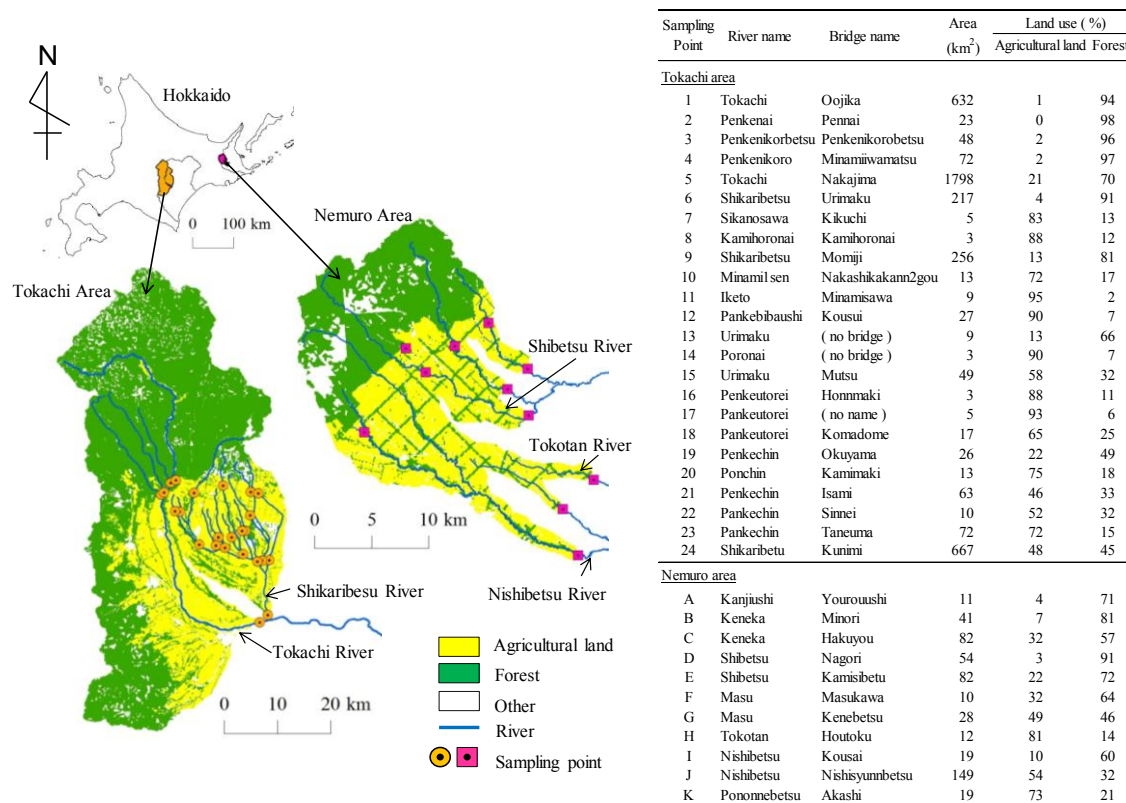 N
Hokkaido
0 100 km
Nemuro Area
Tokachi Area
Shibetsu River
Tokotan River
0 5 10 km
Nishibetsu River
Shikaribesu River
Tokachi River
0 10 20 km
Agricultural land
Forest
Other
River
Sampling point
Sampling Point River name Bridge name Area (km2) Land use ( %)
Agricultural land Forest
Tokachi area
1 Tokachi Oojika 632 1 94
2 Penkenai Pennai 23 0 98
3 Penkenikorbetsu Penkenikorobetsu 48 2 96
4 Penkenikoro Minamiiwamatsu 72 2 97
5 Tokachi Nakajima 1798 21 70
6 Shikaribetsu Urimaku 217 4 91
7 Sikanosawa Kikuchi 5 83 13
8 Kamihoronai Kamihoronai 3 88 12
9 Shikaribetsu Momiji 256 13 81
10 Minami1sen Nakashikakann2gou 13 72 17
11 Iketo Minamisawa 9 95 2
12 Pankebibaushi Kousui 27 90 7
13 Urimaku ( no bridge ) 9 13 66
14 Poronai ( no bridge ) 3 90 7
15 Urimaku Mutsu 49 58 32
16 Penkeutorei Honnmaki 3 88 11
17 Pankeutorei ( no name ) 5 93 6
18 Pankeutorei Komadome 17 65 25
19 Penkechin Okuyama 26 22 49
20 Ponchin Kamimaki 13 75 18
21 Penkechin Isami 63 46 33
22 Pankechin Sinnei 10 52 32
23 Pankechin Taneuma 72 72 15
24 Shikaribetu Kunimi 667 48 45
Nemuro area
A Kanjiushi Yourouushi 11 4 71
B Keneka Minori 41 7 81
C Keneka Hakuyou 82 32 57
D Shibetsu Nagori 54 3 91
E Shibetsu Kamisibetu 82 22 72
F Masu Masukawa 10 32 64
G Masu Kenebetsu 28 49 46
H Tokotan Houtoku 12 81 14
I Nishibetsu Kousai 19 10 60
J Nishibetsu Nishisyunnbetsu 149 54 32
K Pononnebetsu Akashi 19 73 21